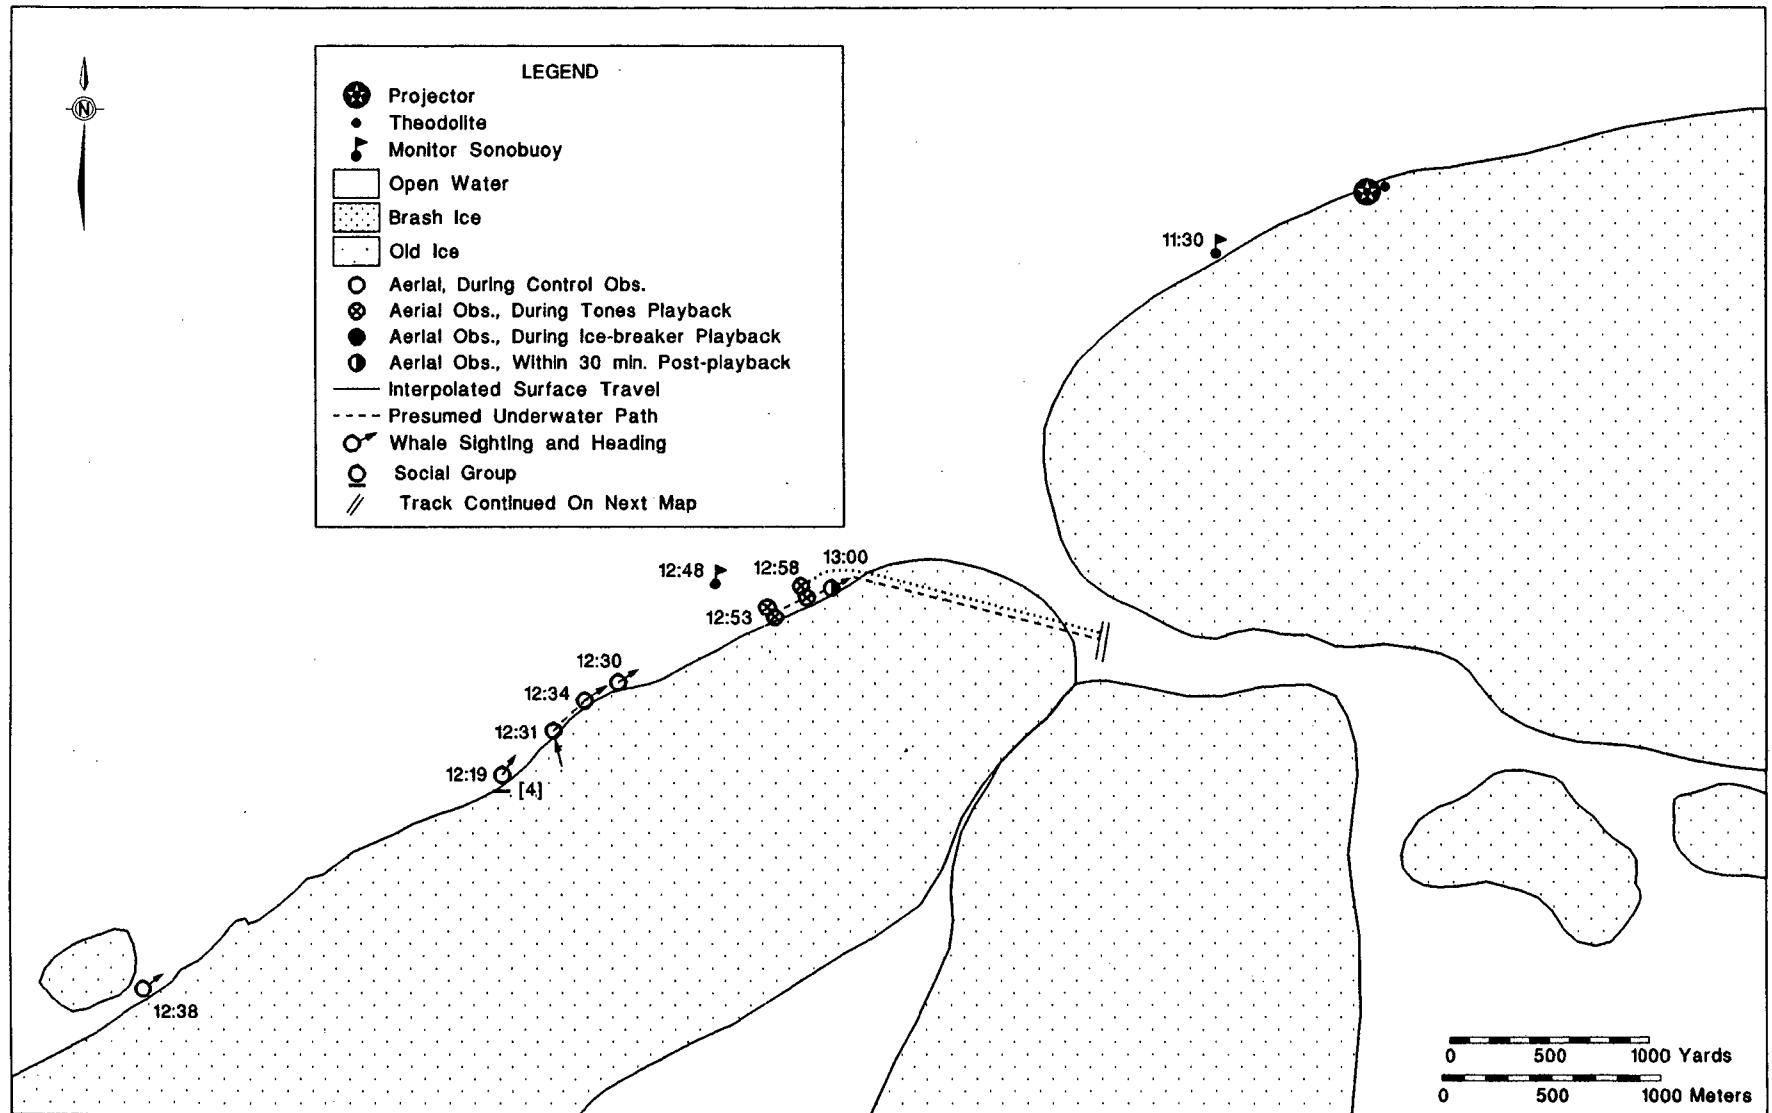 N
LEGEND
Projector
Theodolite
Monitor Sonobuoy
Open Water
Brash Ice
Old Ice
Aerial, During Control Obs.
Aerial Obs., During Tones Playback
Aerial Obs., During Ice-breaker Playback
Aerial Obs., Within 30 min. Post-playback
Interpolated Surface Travel
Presumed Underwater Path
Whale Sighting and Heading
Social Group
Track Continued On Next Map
11:30
13:00
12:48
12:58
12:53
12:30
12:34
12:31
12:19
[4]
12:38
0 500 1000 Yards
0 500 1000 Meters